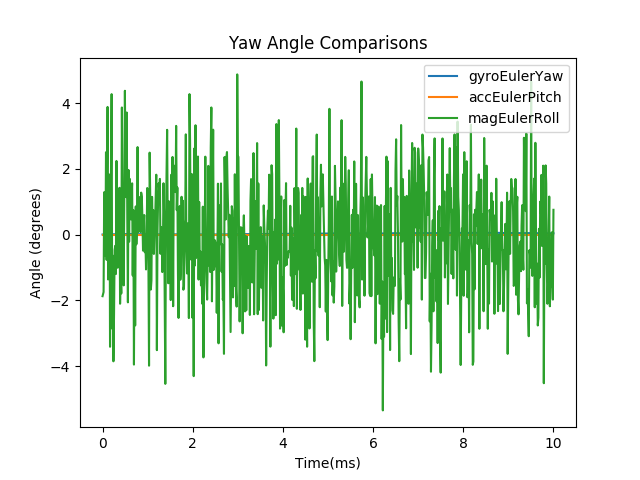 Yaw Angle Comparisons
gyroEulerYaw
accEulerPitch
magEulerRoll
4
2
0
−2
−4
Angle (degrees)
0 2 4 6 8 10
Time(ms)